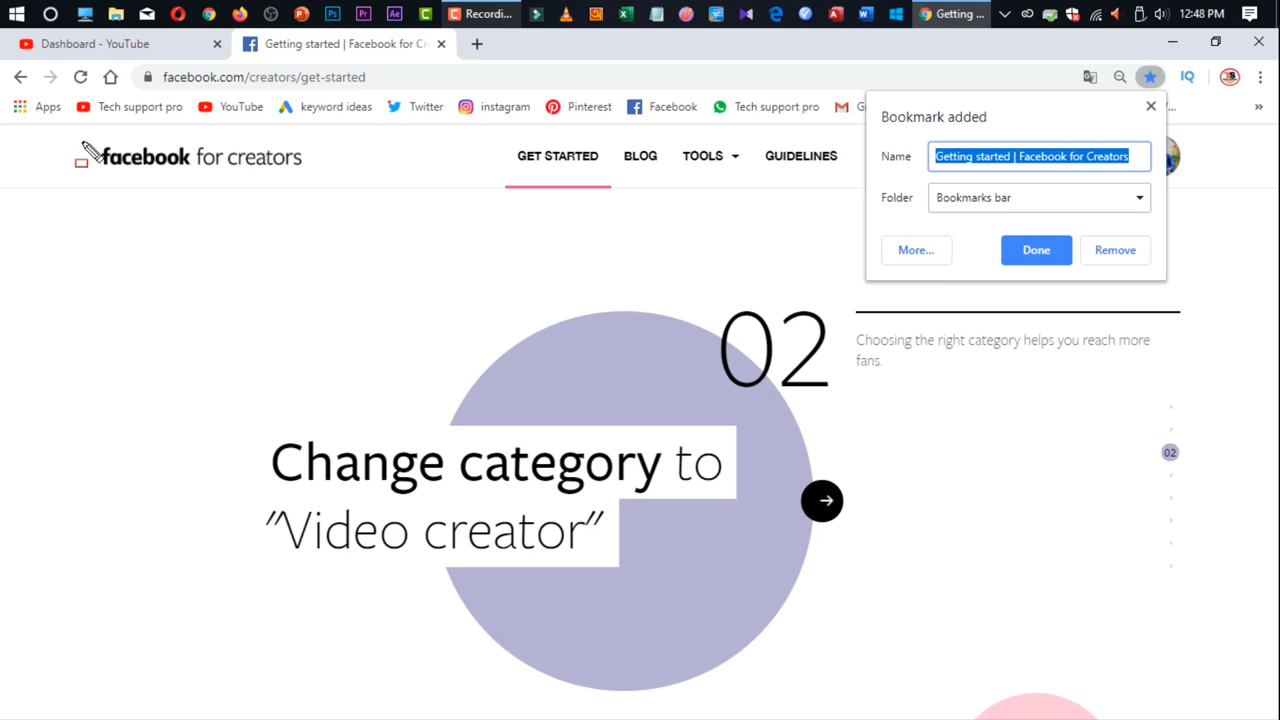 Recordi...
Getting ...
12:48 PM
Dashboard - YouTube
Getting started | Facebook for Cr
facebook.com/creators/get-started
Apps
Tech support pro
YouTube
keyword ideas
Twitter
instagram
Pinterest
Facebook
Tech support pro
»
Bookmark added
Name
Getting started | Facebook for Creators
Folder
Bookmarks bar
More...
Done
Remove
facebook for creators
GET STARTED
BLOG
TOOLS
GUIDELINES
02
Choosing the right category helps you reach more
fans.
Change category to
"Video creator"
02